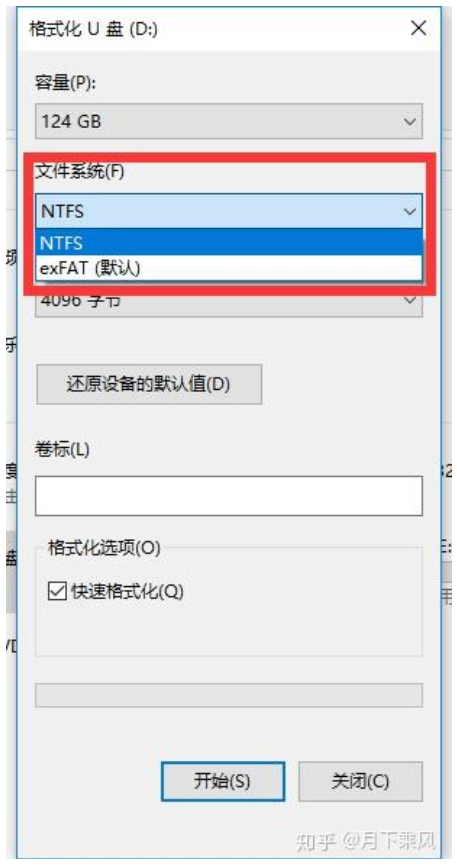 格式化 U 盘 (D:)
容量(P):
124 GB
文件系统(F)
NTFS
NTFS
exFAT (默认)
4096 字节
还原设备的默认值(D)
卷标(L)
格式化选项(O)
快速格式化(Q)
开始(S)
关闭(C)
知乎 @月下乘风